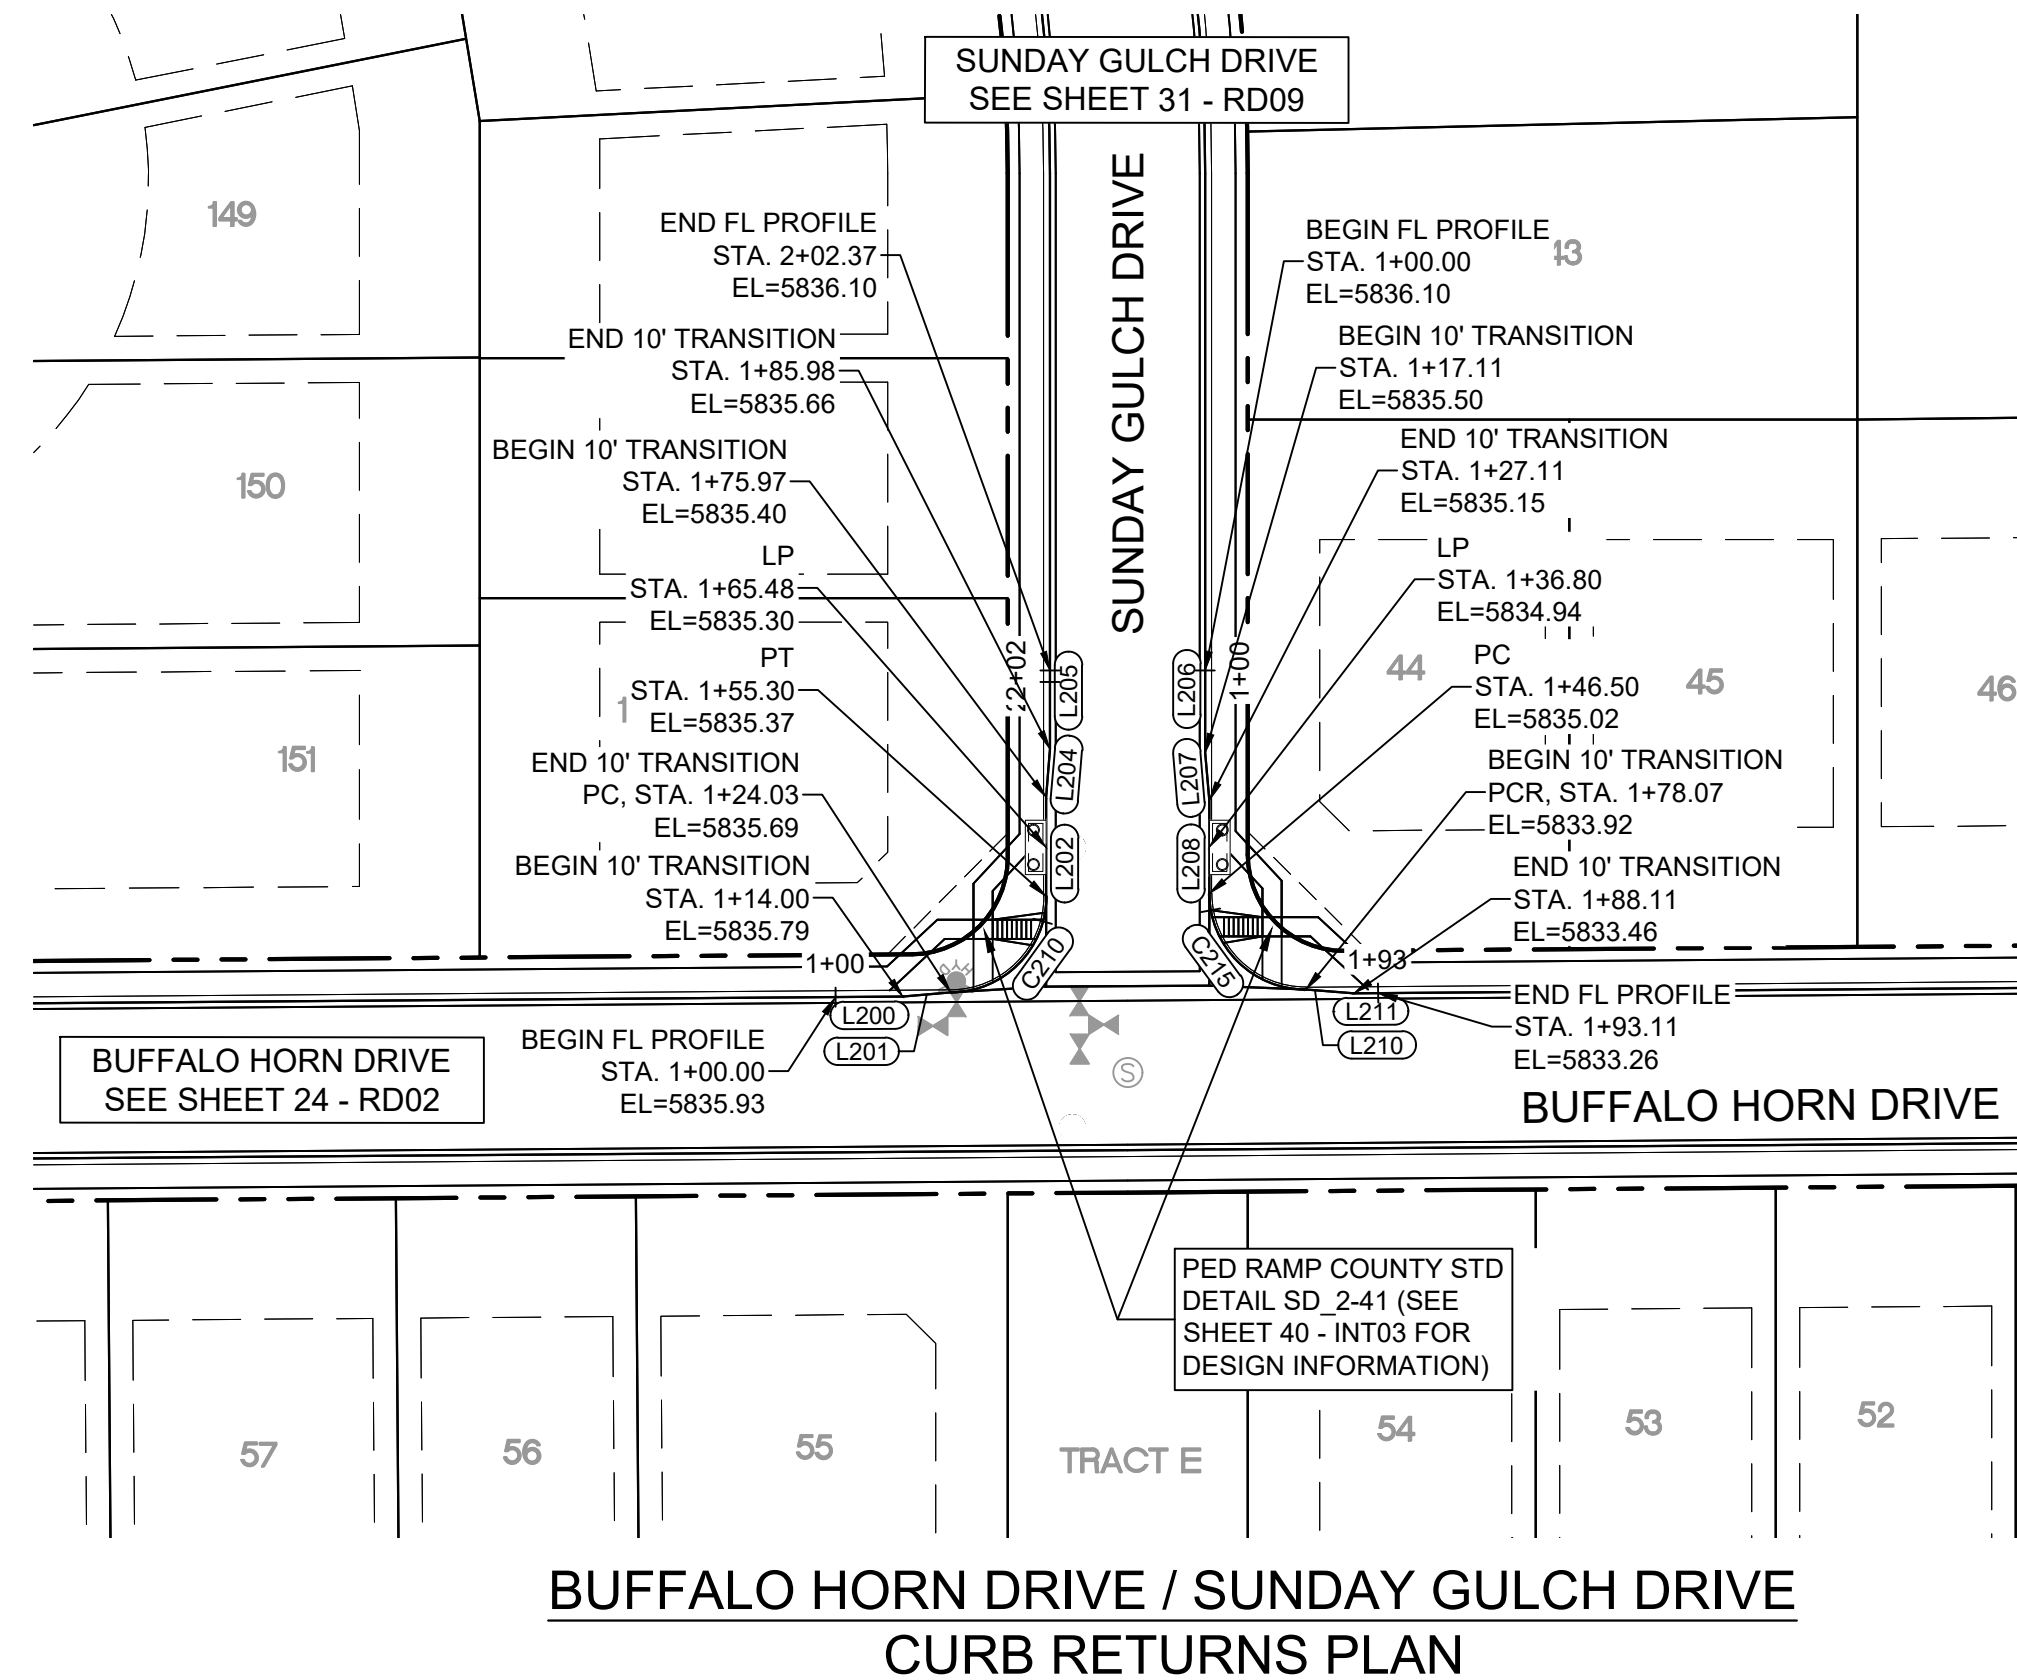 SUNDAY GULCH DRIVE
SEE SHEET 31 - RD09
SUNDAY GULCH DRIVE
149
150
151
1
43
44
45
46
END FL PROFILE
STA. 2+02.37
EL=5836.10
END 10' TRANSITION
STA. 1+85.98
EL=5835.66
BEGIN 10' TRANSITION
STA. 1+75.97
EL=5835.40
LP
STA. 1+65.48
EL=5835.30
PT
STA. 1+55.30
EL=5835.37
END 10' TRANSITION
PC, STA. 1+24.03
EL=5835.69
BEGIN 10' TRANSITION
STA. 1+14.00
EL=5835.79
1+00
BEGIN FL PROFILE
STA. 1+00.00
EL=5835.93
BEGIN FL PROFILE
STA. 1+00.00
EL=5836.10
BEGIN 10' TRANSITION
STA. 1+17.11
EL=5835.50
END 10' TRANSITION
STA. 1+27.11
EL=5835.15
LP
STA. 1+36.80
EL=5834.94
PC
STA. 1+46.50
EL=5835.02
BEGIN 10' TRANSITION
PCR, STA. 1+78.07
EL=5833.92
END 10' TRANSITION
STA. 1+88.11
EL=5833.46
1+93
END FL PROFILE
STA. 1+93.11
EL=5833.26
2+02
L205
L206
1+00
L204
L207
L202
L208
C210
C215
HYD
L200
L201
L211
L210
S
BUFFALO HORN DRIVE
SEE SHEET 24 - RD02
BUFFALO HORN DRIVE
PED RAMP COUNTY STD
DETAIL SD_2-41 (SEE
SHEET 40 - INT03 FOR
DESIGN INFORMATION)
57
56
55
TRACT E
54
53
52
BUFFALO HORN DRIVE / SUNDAY GULCH DRIVE
CURB RETURNS PLAN